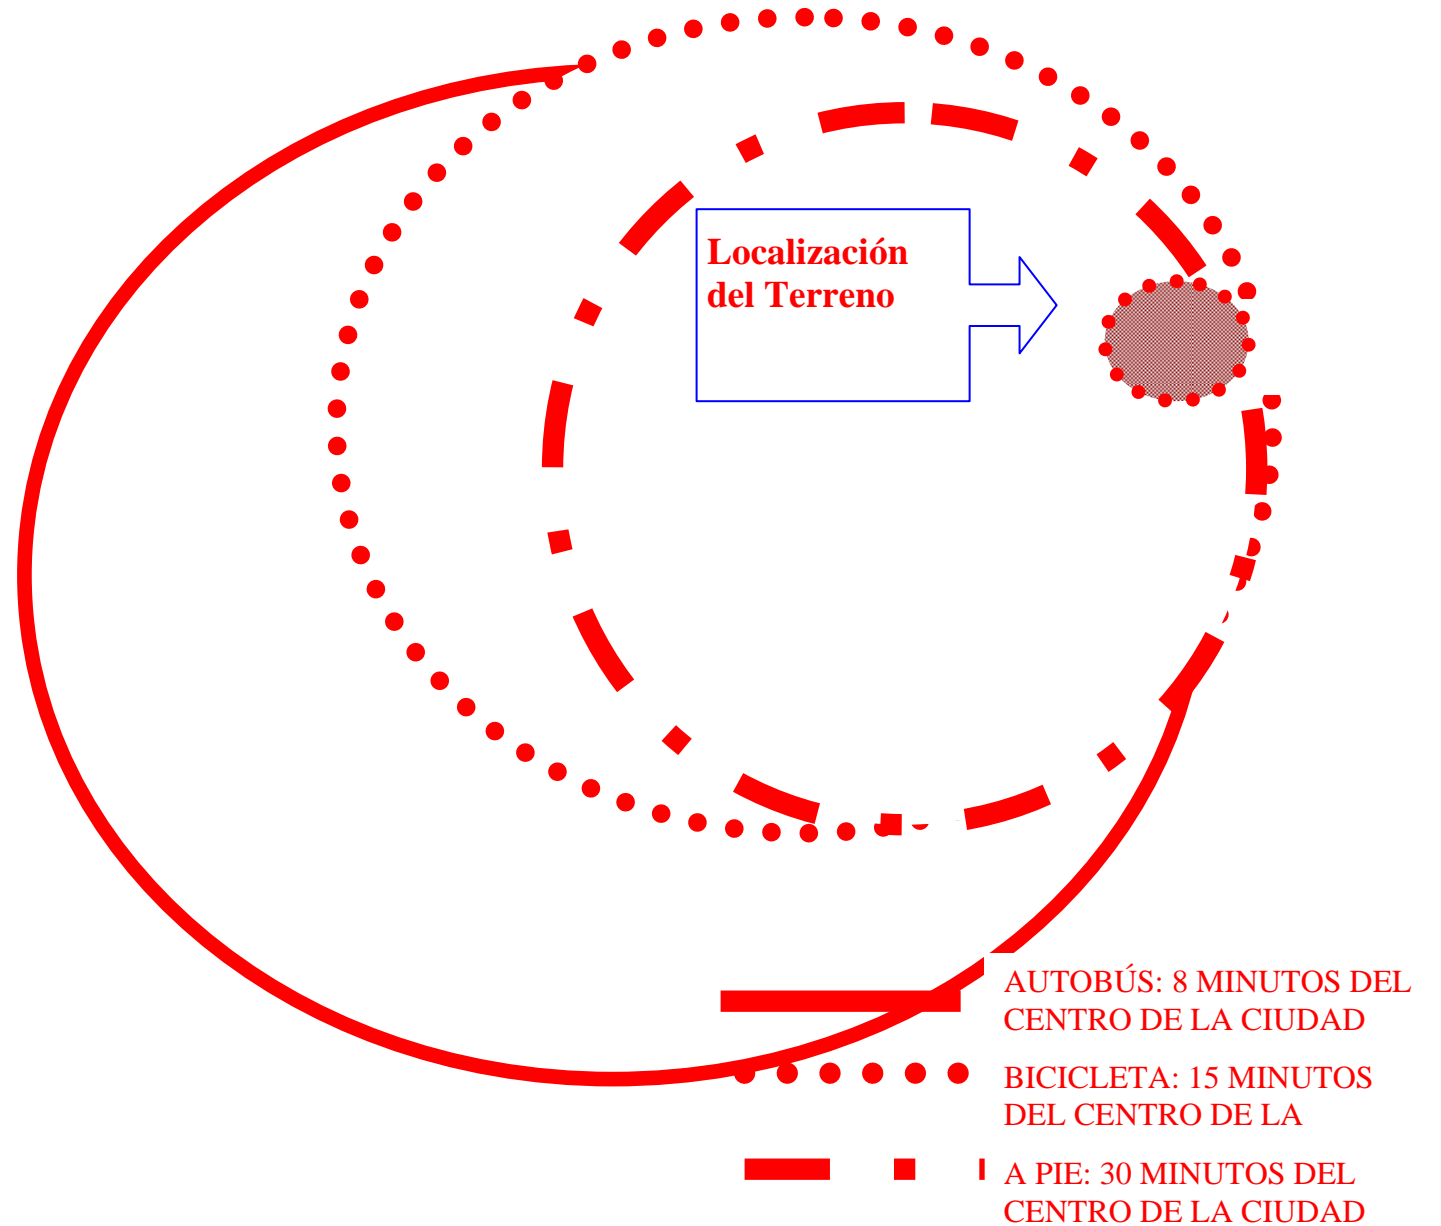 Localización
del Terreno
AUTOBÚS: 8 MINUTOS DEL
CENTRO DE LA CIUDAD
BICICLETA: 15 MINUTOS
DEL CENTRO DE LA
A PIE: 30 MINUTOS DEL
CENTRO DE LA CIUDAD